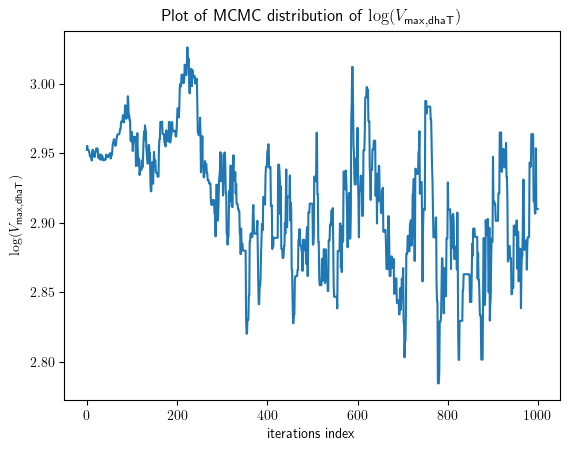 Plot of MCMC distribution of log(V_max,dhaT)
log(V_max,dhaT)
3.00
2.95
2.90
2.85
2.80
0 200 400 600 800 1000
iterations index